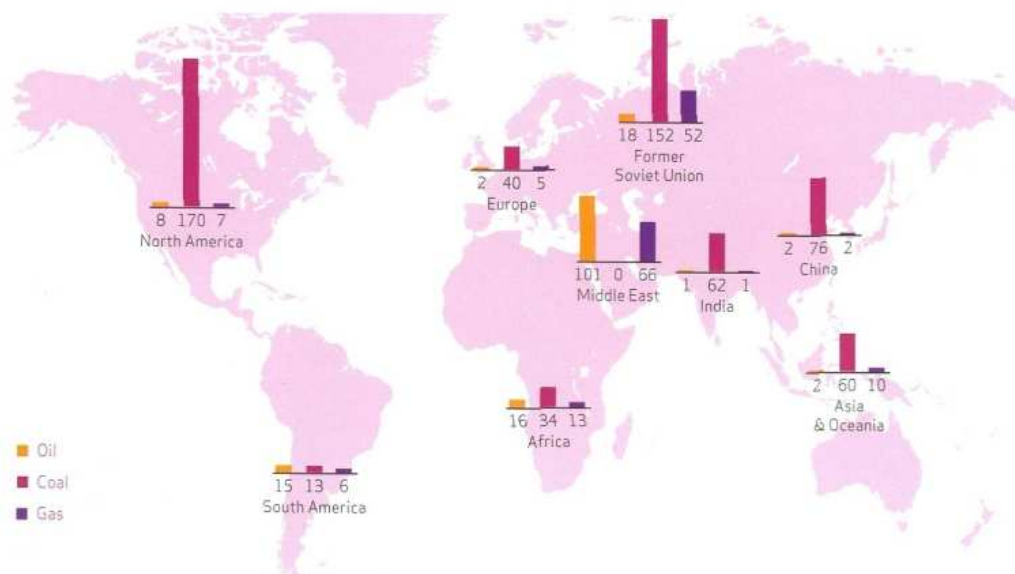 18 152 52
Former
Soviet Union
2 40 5
Europe
8 170 7
North America
101 0 66
Middle East
1 62 1
India
2 76 2
China
2 60 10
Asia
& Oceania
16 34 13
Africa
15 13 6
South America
Oil
Coal
Gas